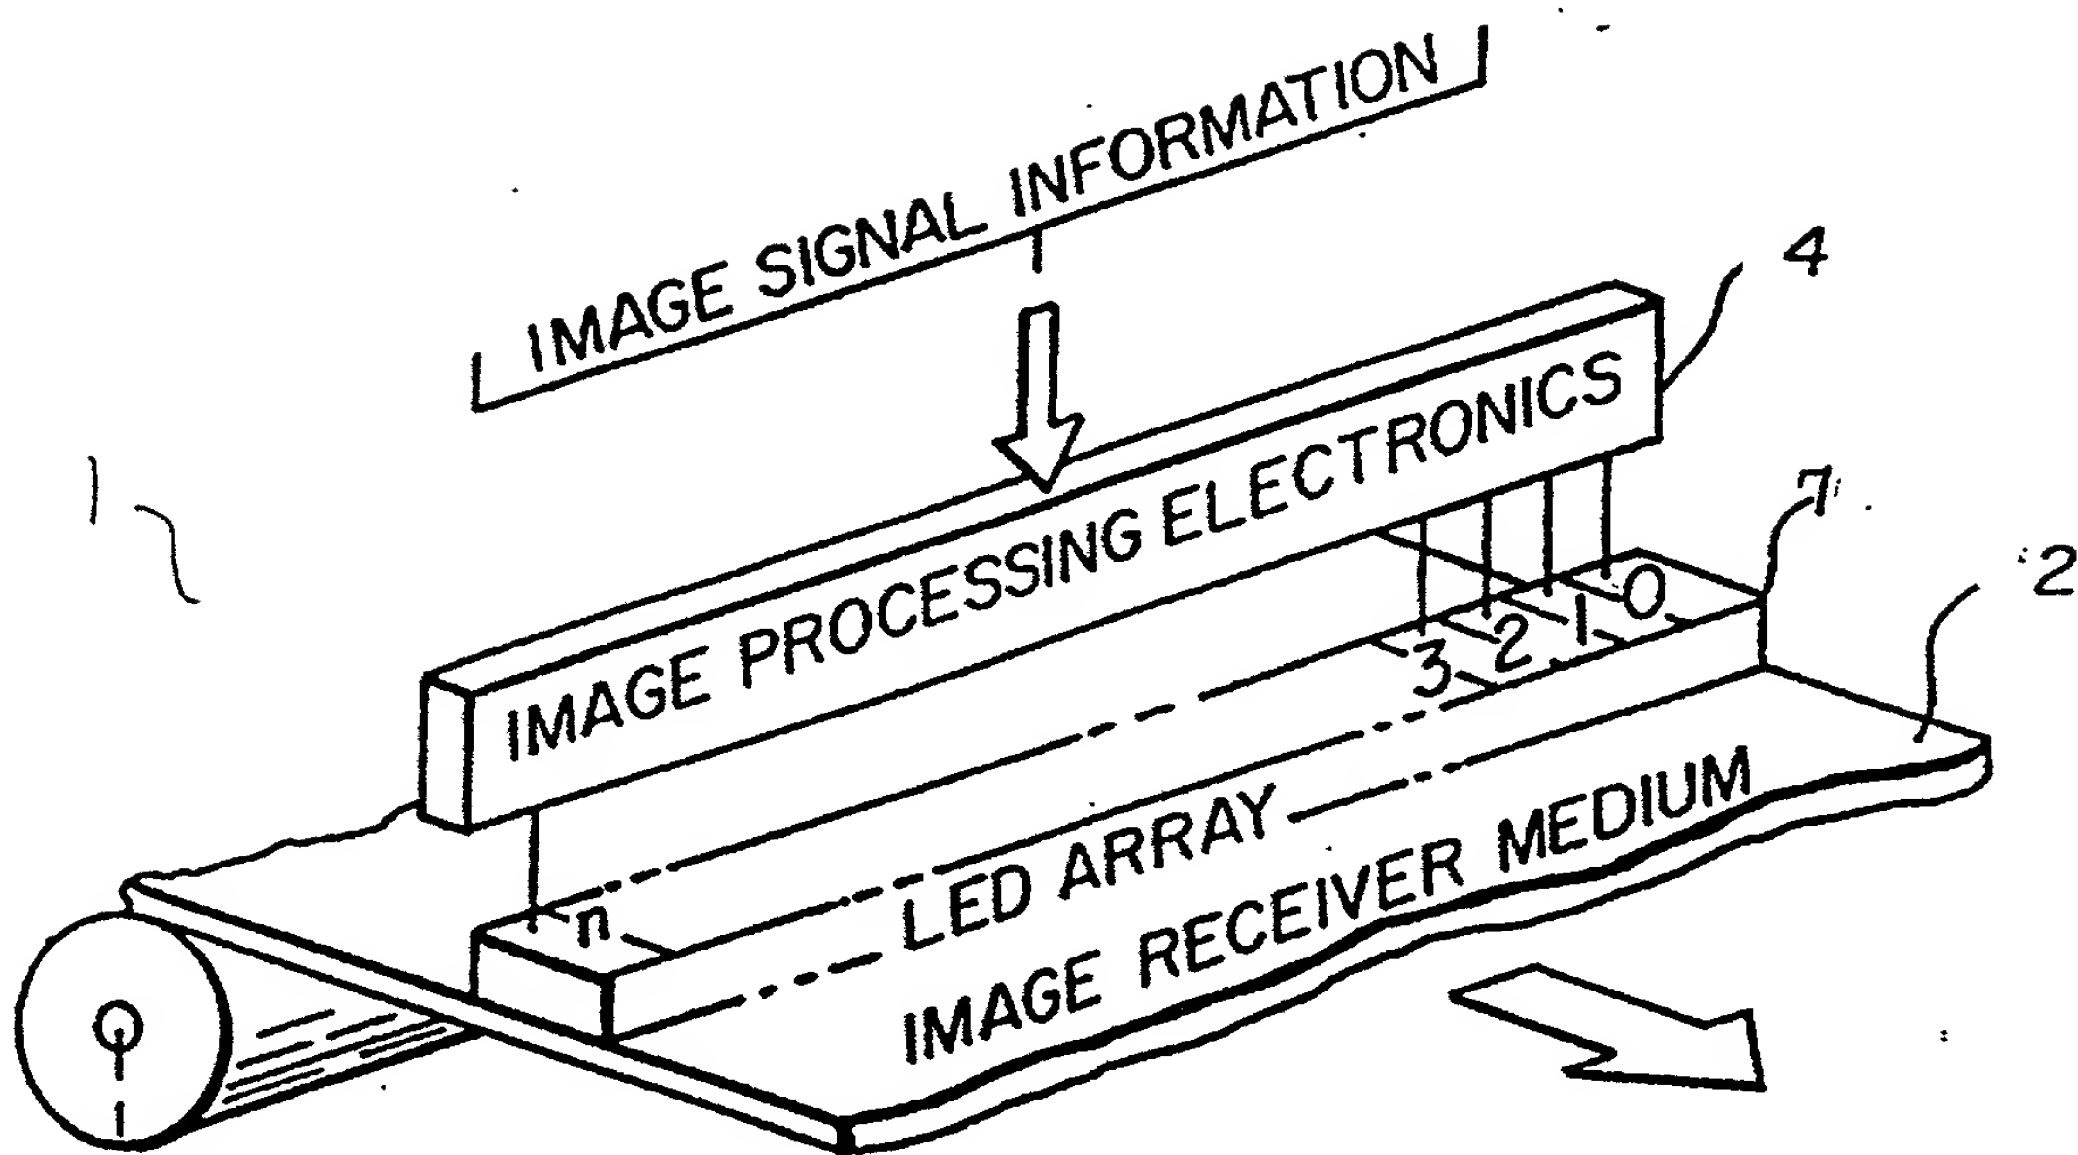 IMAGE SIGNAL INFORMATION
4
IMAGE PROCESSING ELECTRONICS
1
7
2
0
1
2
3
n
LED ARRAY
IMAGE RECEIVER MEDIUM